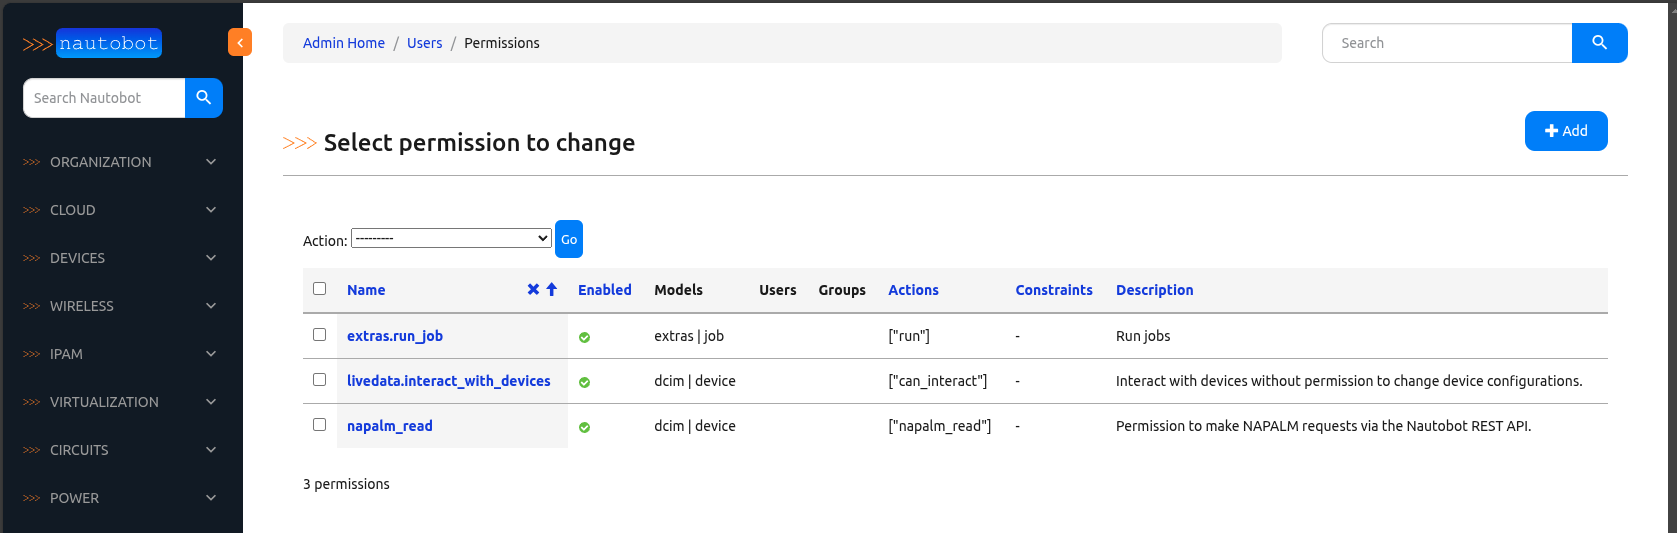 >>> nautobot
Search Nautobot
>>> ORGANIZATION
>>> CLOUD
>>> DEVICES
>>> WIRELESS
>>> IPAM
>>> VIRTUALIZATION
>>> CIRCUITS
>>> POWER
Admin Home / Users / Permissions
Search
>>> Select permission to change
Add
Action: --------- Go
Name Enabled Models Users Groups Actions Constraints Description
extras.run_job extras | job ["run"] - Run jobs
livedata.interact_with_devices dcim | device ["can_interact"] - Interact with devices without permission to change device configurations.
napalm_read dcim | device ["napalm_read"] - Permission to make NAPALM requests via the Nautobot REST API.
3 permissions